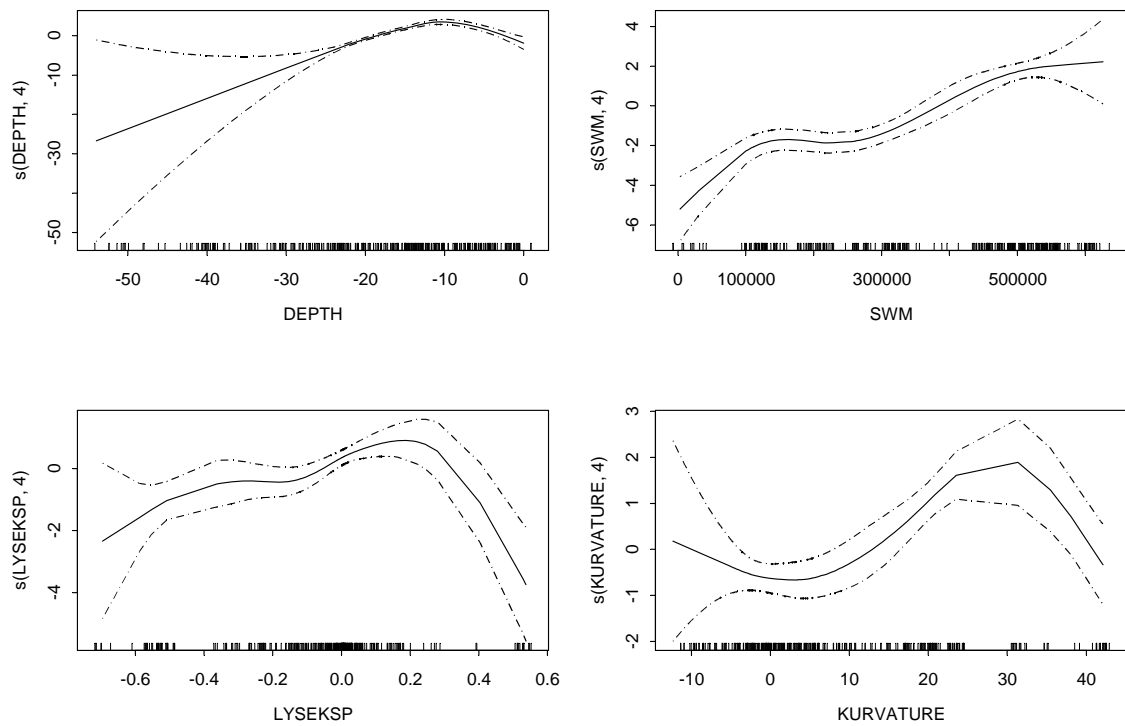 s(DEPTH, 4)
0
-10
-30
-50
-50 -40 -30 -20 -10 0
DEPTH
s(SWM, 4)
4
2
0
-2
-4
-6
0 100000 300000 500000
SWM
s(LYSEKSP, 4)
0
-2
-4
-0.6 -0.4 -0.2 0.0 0.2 0.4 0.6
LYSEKSP
s(KURVATURE, 4)
3
2
1
0
-1
-2
-10 0 10 20 30 40
KURVATURE